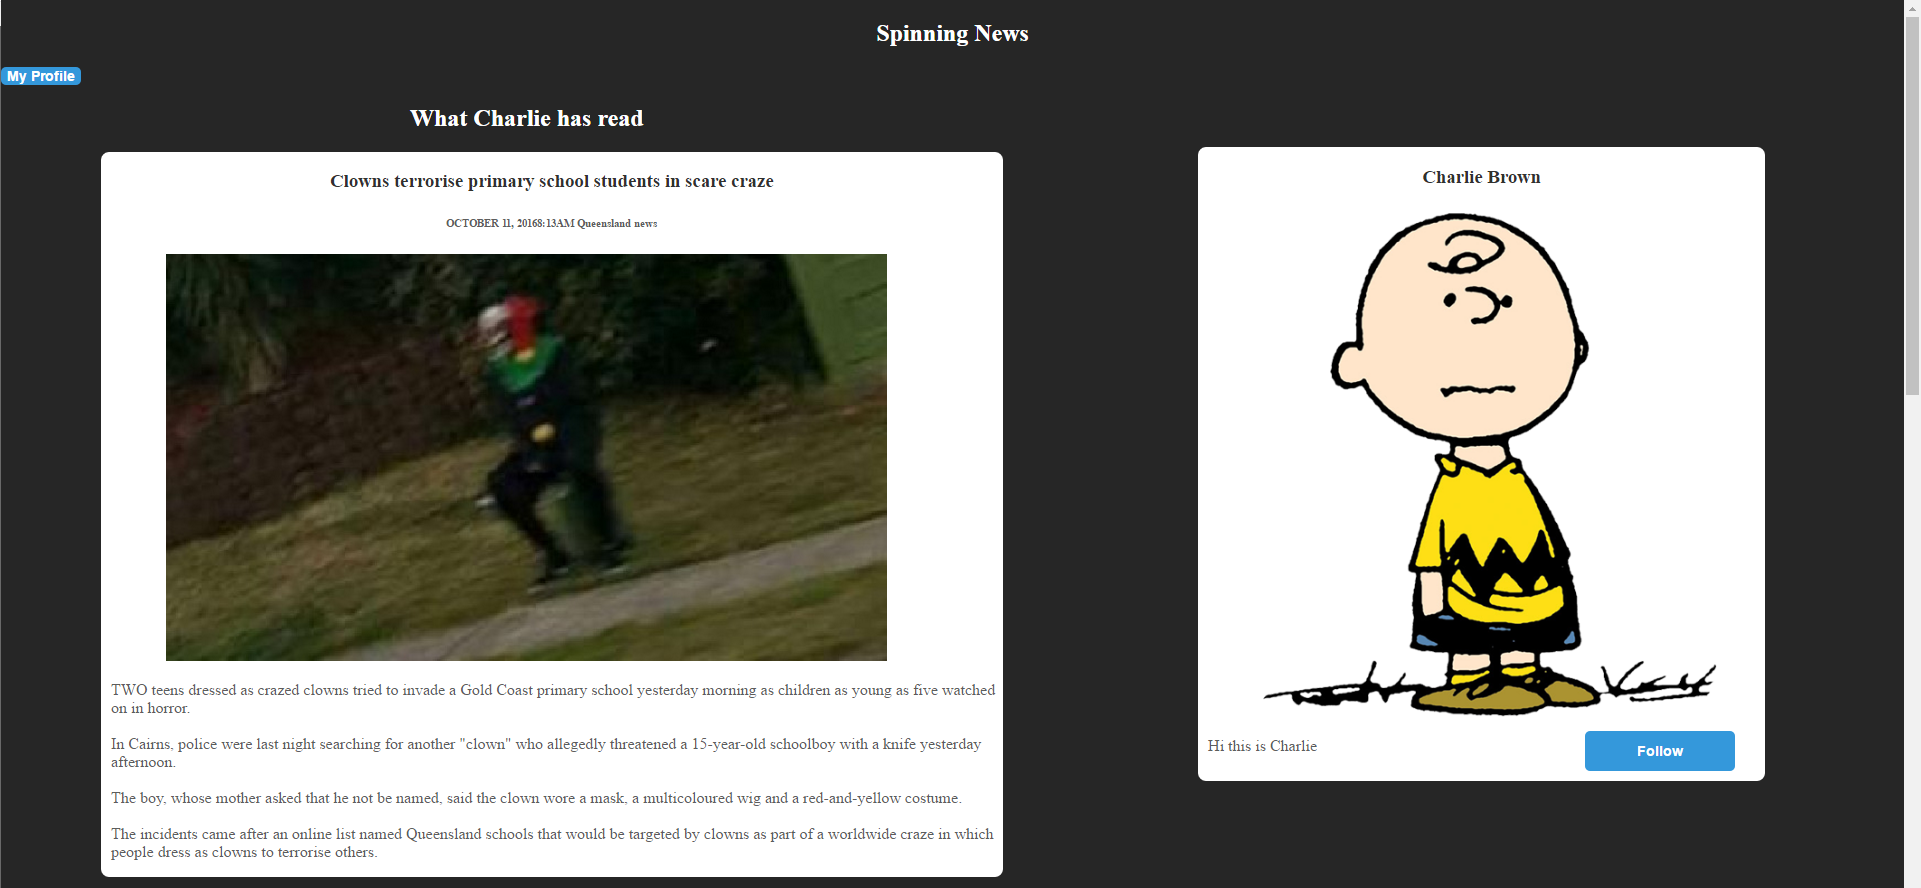 Spinning News
My Profile
What Charlie has read
Clowns terrorise primary school students in scare craze
OCTOBER 11, 20168:13AM Queensland news
TWO teens dressed as crazed clowns tried to invade a Gold Coast primary school yesterday morning as children as young as five watched
on in horror.
In Cairns, police were last night searching for another "clown" who allegedly threatened a 15-year-old schoolboy with a knife yesterday
afternoon.
The boy, whose mother asked that he not be named, said the clown wore a mask, a multicoloured wig and a red-and-yellow costume.
The incidents came after an online list named Queensland schools that would be targeted by clowns as part of a worldwide craze in which
people dress as clowns to terrorise others.
Charlie Brown
Hi this is Charlie
Follow